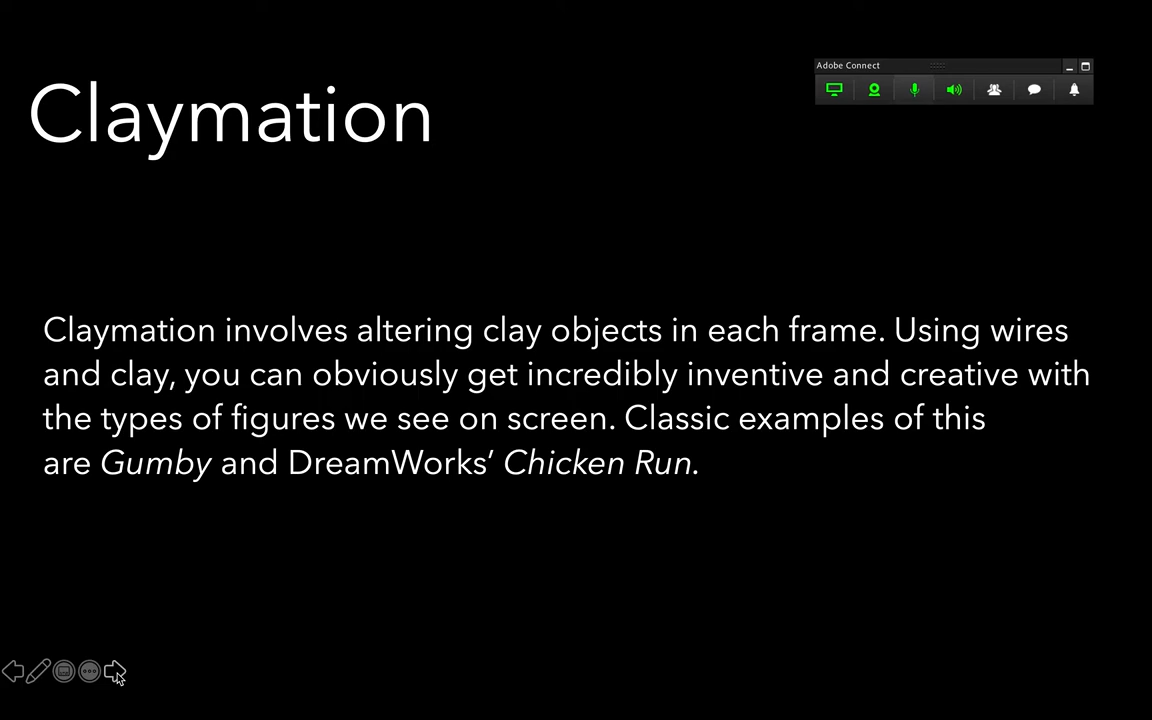 Claymation
Adobe Connect
Claymation involves altering clay objects in each frame. Using wires
and clay, you can obviously get incredibly inventive and creative with
the types of figures we see on screen. Classic examples of this
are Gumby and DreamWorks’ Chicken Run.